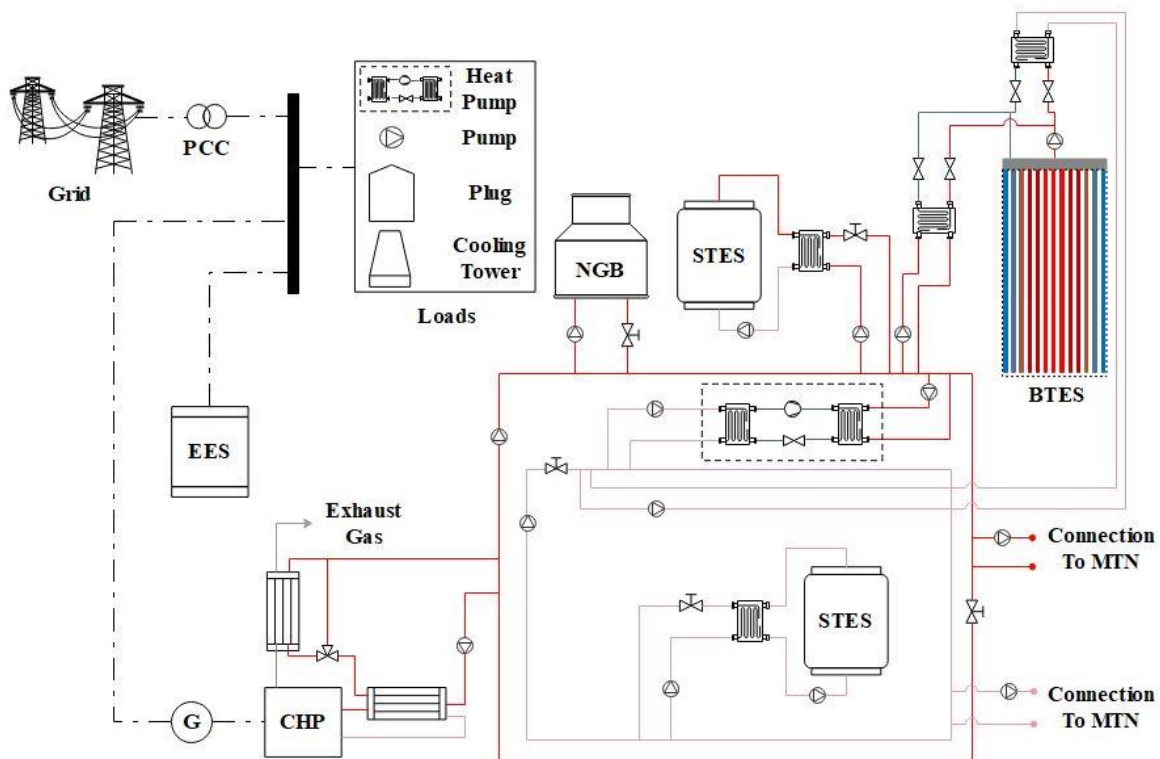 Grid
PCC
Heat
Pump
Pump
Plug
Cooling
Tower
Loads
NGB
STES
BTES
EES
Exhaust
Gas
Connection
To MTN
STES
Connection
To MTN
G
CHP